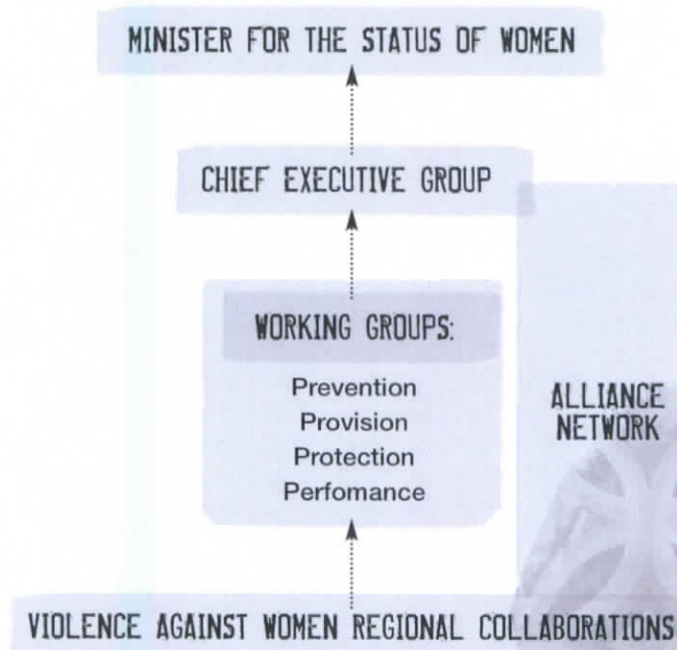 MINISTER FOR THE STATUS OF WOMEN
CHIEF EXECUTIVE GROUP
WORKING GROUPS:
Prevention
Provision
Protection
Perfomance
ALLIANCE
NETWORK
VIOLENCE AGAINST WOMEN REGIONAL COLLABORATIONS